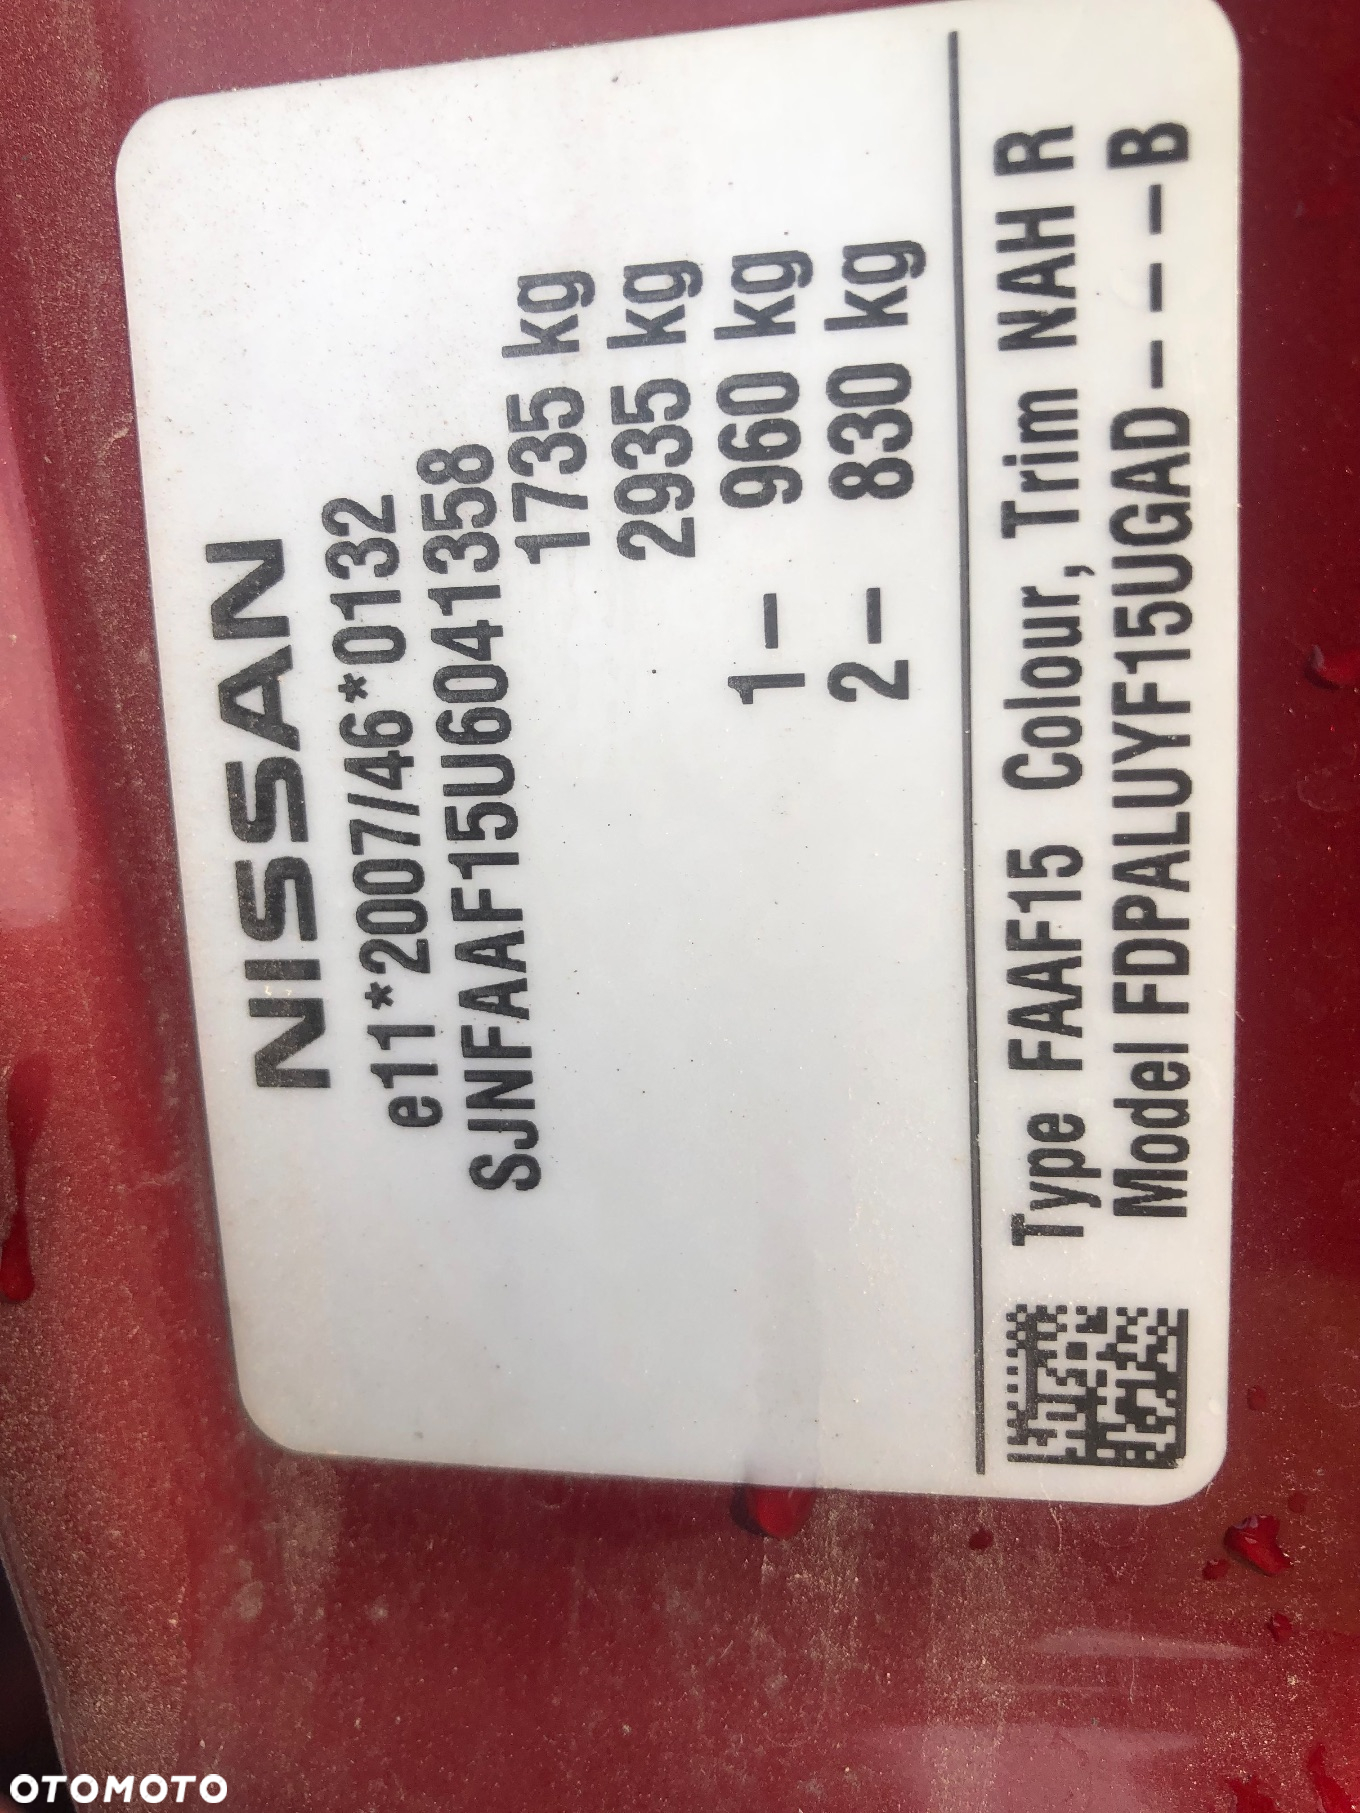 NISSAN
e11*2007/46*0132
SJNFAAF15U6041358
1735 kg
2935 kg
1- 960 kg
2- 830 kg
Type FAAF15 Colour, Trim NAH R
Model FDPALUYF15UGAD---B
OTOMOTO